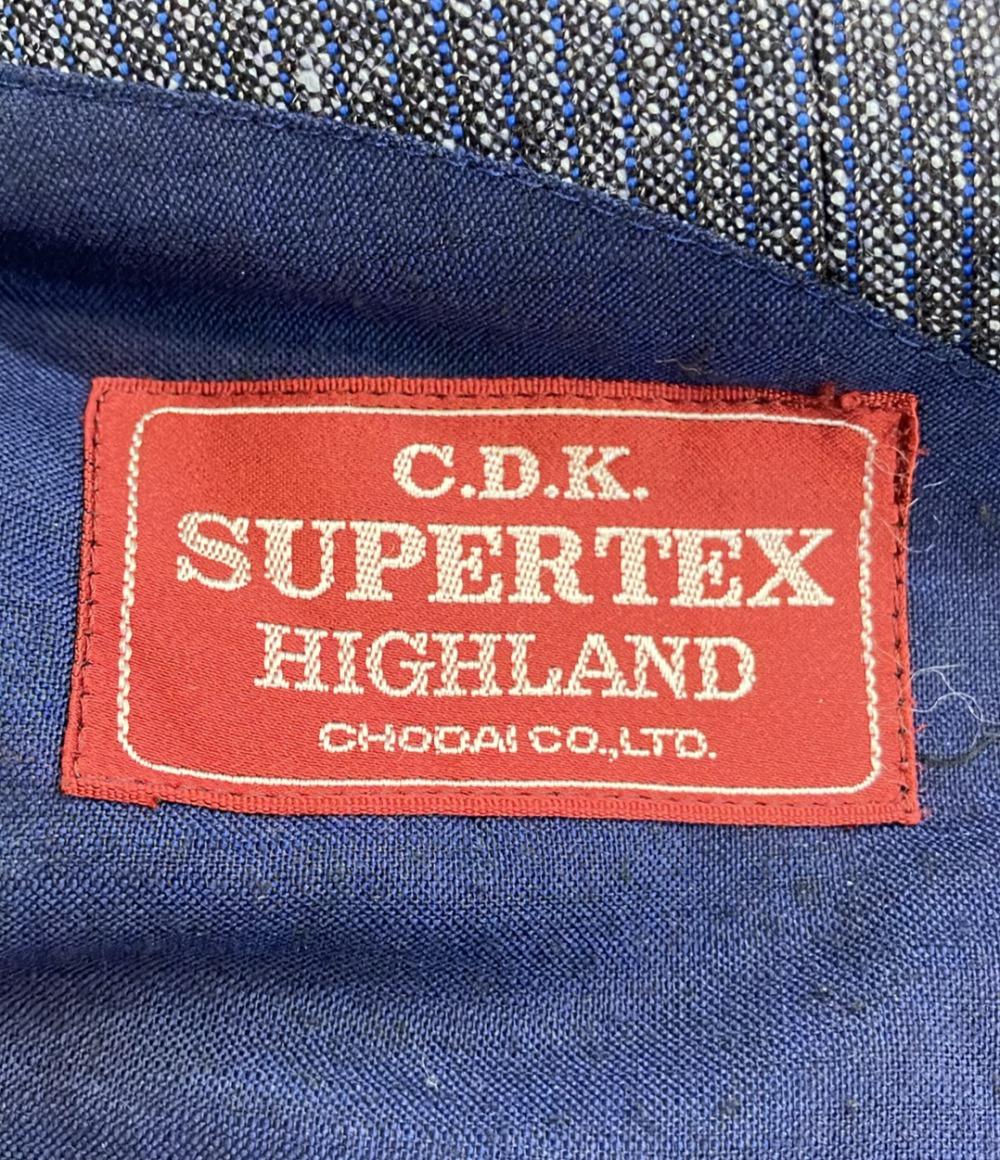 C.D.K.
SUPERTEX
HIGHLAND
CHODAI CO.,LTD.